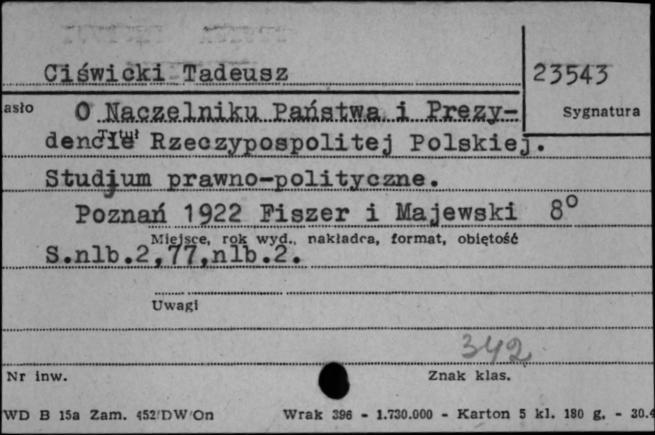 Ciświcki Tadeusz
23543
asło
O Naczelniku Państwa i Prezy-
Sygnatura
Tytuł
dencie Rzeczypospolitej Polskiej.
Studjum prawno-polityczne.
Poznań 1922 Fiszer i Majewski 8°
Miejsce, rok wyd., nakładca, format, objętość
S.nlb.2,77,nlb.2.
Uwagi
342
Nr inw.
Znak klas.
WD B 15a Zam. 452/DW/On Wrak 396 - 1.730.000 - Karton 5 kl. 180 g. - 30.4